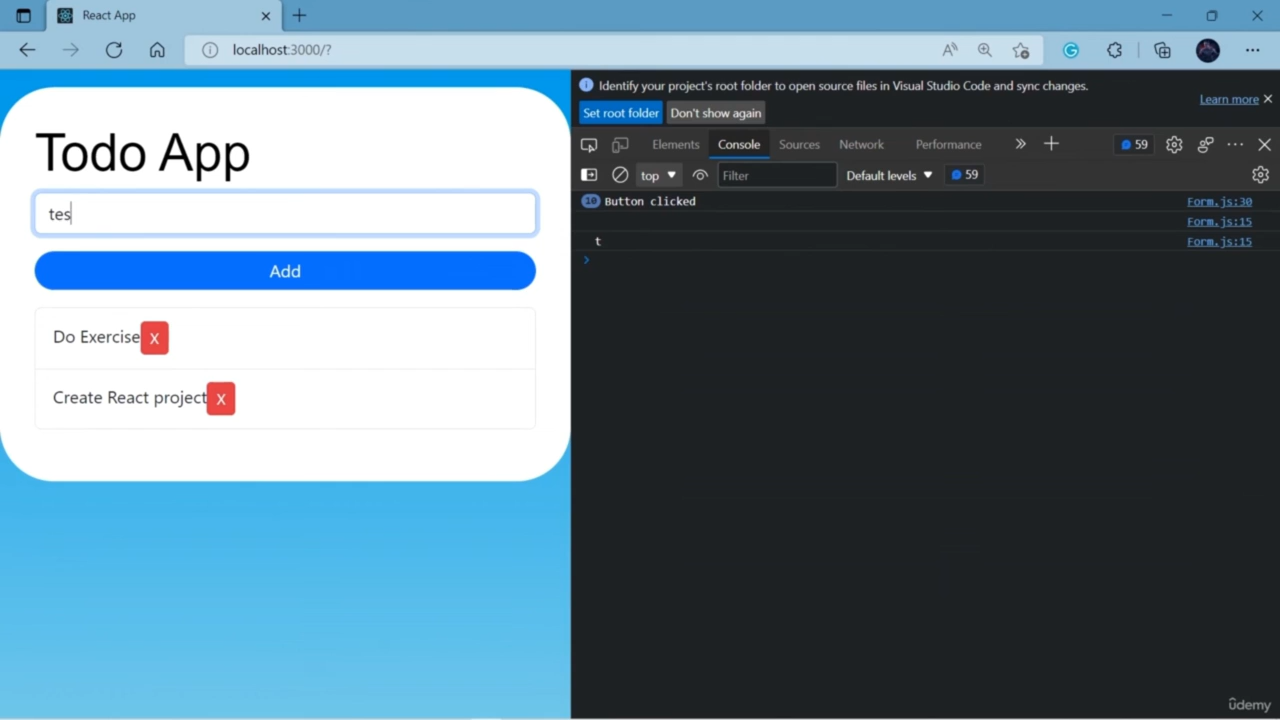 React App
localhost:3000/?
Identify your project's root folder to open source files in Visual Studio Code and sync changes.
Learn more
Set root folder
Don't show again
Elements
Console
Sources
Network
Performance
59
top
Filter
Default levels
59
10 Button clicked
Form.js:30
Form.js:15
t
Form.js:15
Todo App
tes
Add
Do Exercise
x
Create React project
x
ûdemy